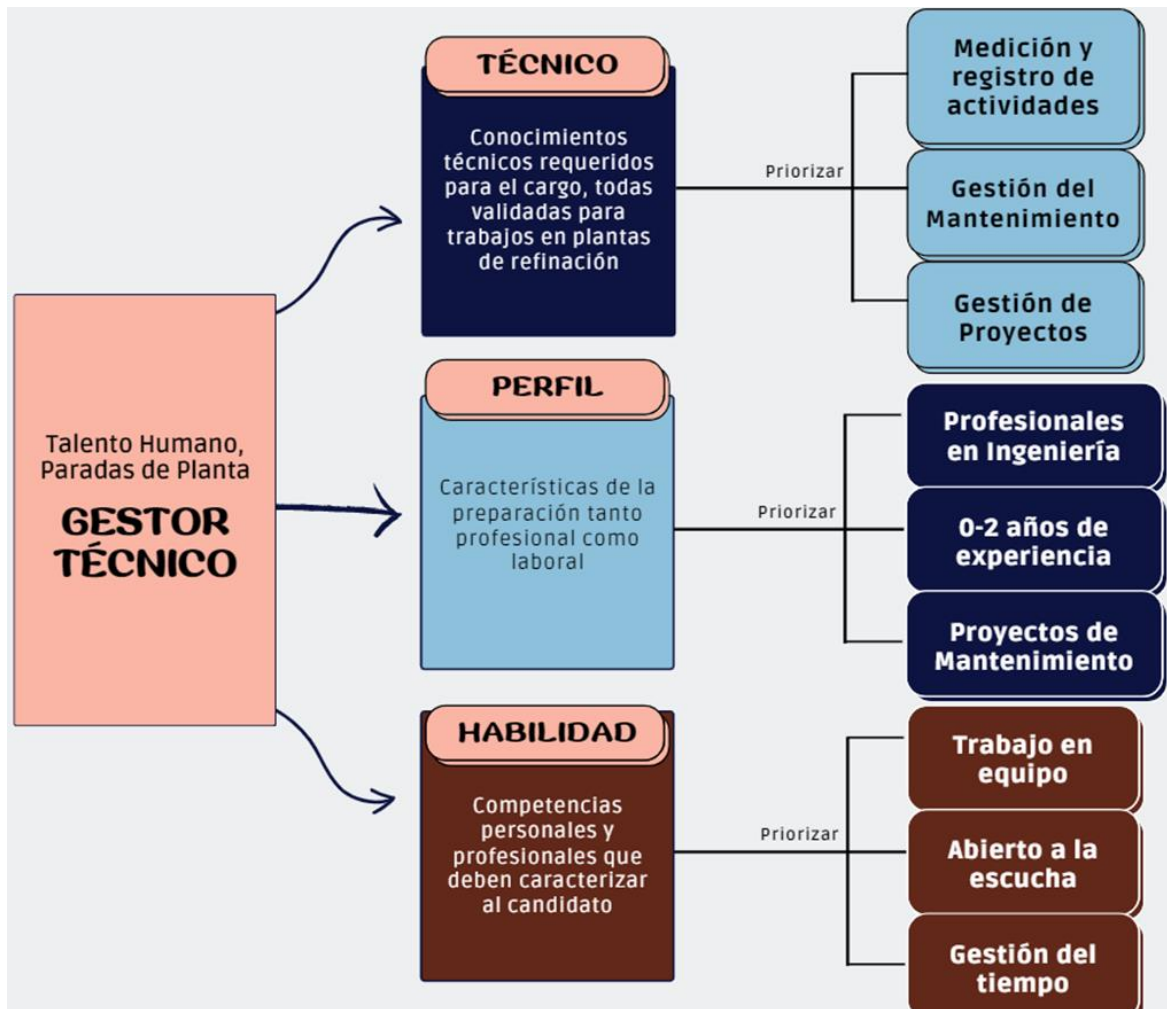 Talento Humano,
Paradas de Planta
GESTOR
TÉCNICO
TÉCNICO
Conocimientos
técnicos requeridos
para el cargo, todas
validadas para
trabajos en plantas
de refinación
Priorizar
Medición y
registro de
actividades
Gestión del
Mantenimiento
Gestión de
Proyectos
PERFIL
Características de la
preparación tanto
profesional como
laboral
Priorizar
Profesionales
en Ingeniería
0-2 años de
experiencia
Proyectos de
Mantenimiento
HABILIDAD
Competencias
personales y
profesionales que
deben caracterizar
al candidato
Priorizar
Trabajo en
equipo
Abierto a la
escucha
Gestión del
tiempo